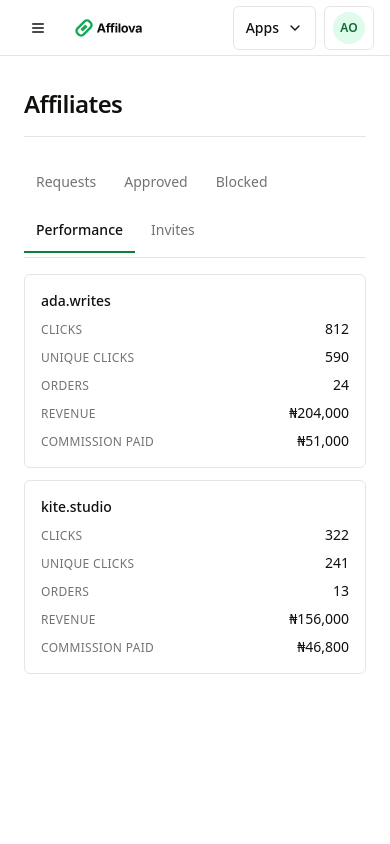 Affilova
Apps
AO
Affiliates
Requests
Approved
Blocked
Performance
Invites
ada.writes
CLICKS 812
UNIQUE CLICKS 590
ORDERS 24
REVENUE ₦204,000
COMMISSION PAID ₦51,000
kite.studio
CLICKS 322
UNIQUE CLICKS 241
ORDERS 13
REVENUE ₦156,000
COMMISSION PAID ₦46,800